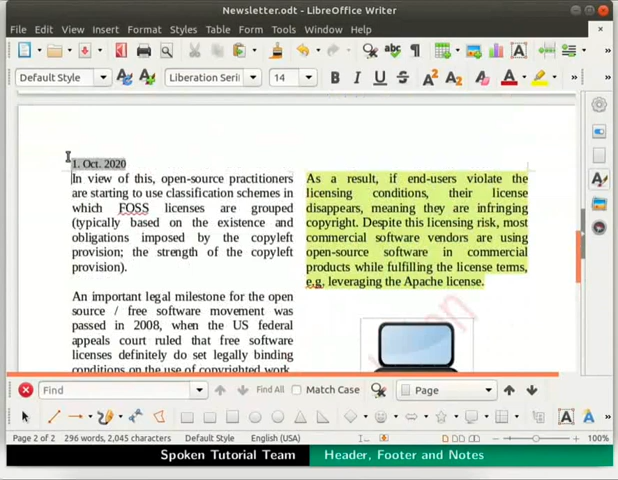 Newsletter.odt - LibreOffice Writer
File Edit View Insert Format Styles Table Form Tools Window Help
Default Style Liberation Seri 14
1. Oct. 2020
In view of this, open-source practitioners
are starting to use classification schemes in
which FOSS licenses are grouped
(typically based on the existence and
obligations imposed by the copyleft
provision; the strength of the copyleft
provision).
An important legal milestone for the open
source / free software movement was
passed in 2008, when the US federal
appeals court ruled that free software
licenses definitely do set legally binding
conditions on the use of copyrighted work,
As a result, if end-users violate the
licensing conditions, their license
disappears, meaning they are infringing
copyright. Despite this licensing risk, most
commercial software vendors are using
open-source software in commercial
products while fulfilling the license terms,
e.g. leveraging the Apache license.
Find Find All Match Case Page
Page 2 of 2 296 words, 2,045 characters Default Style English (USA) 100%
Spoken Tutorial Team Header, Footer and Notes